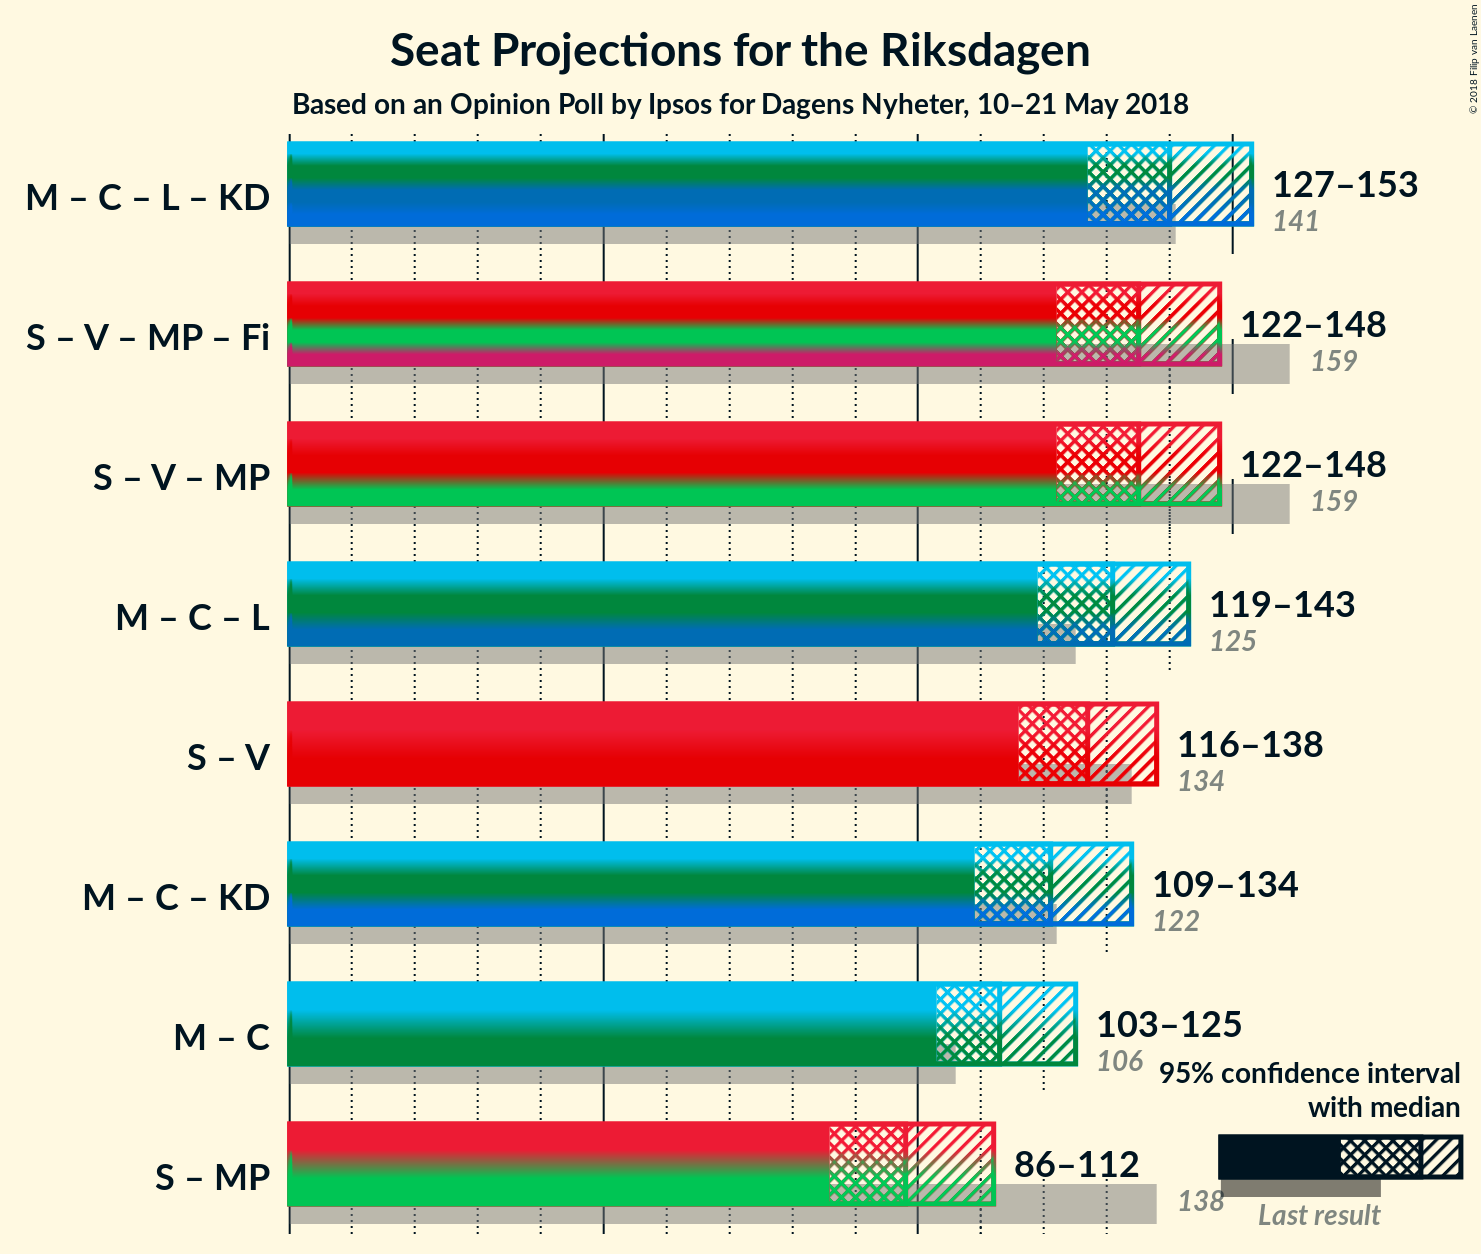 Seat Projections for the Riksdagen
Based on an Opinion Poll by Ipsos for Dagens Nyheter, 10–21 May 2018
© 2018 Filip van Laenen
M – C – L – KD
127–153
141
S – V – MP – Fi
122–148
159
S – V – MP
122–148
159
M – C – L
119–143
125
S – V
116–138
134
M – C – KD
109–134
122
M – C
103–125
106
S – MP
86–112
138
95% confidence interval
with median
Last result